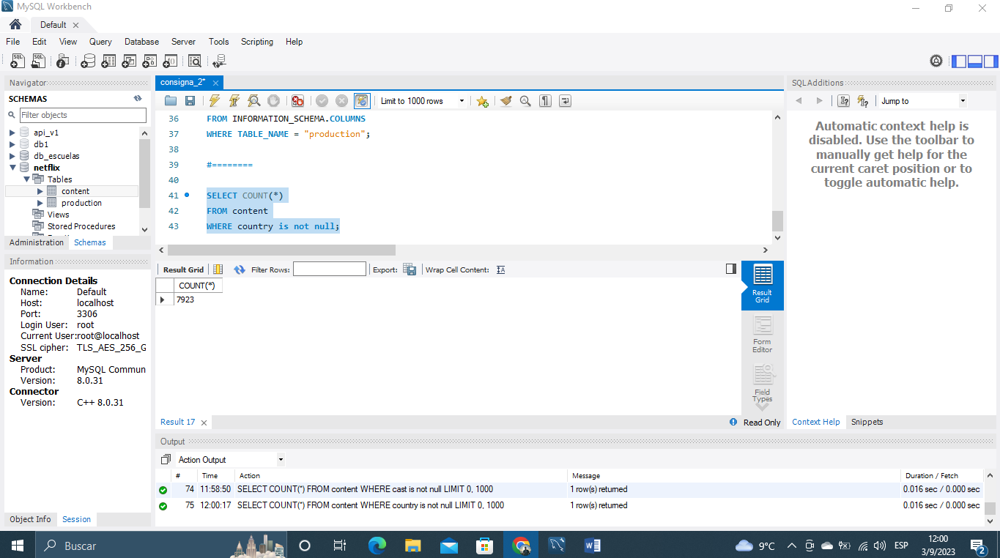 MySQL Workbench
Default
File Edit View Query Database Server Tools Scripting Help
Navigator
SCHEMAS
Filter objects
api_v1
db1
db_escuelas
netflix
Tables
content
production
Views
Stored Procedures
Administration Schemas
Information
Connection Details
Name: Default
Host: localhost
Port: 3306
Login User: root
Current User:root@localhost
SSL cipher: TLS_AES_256_G
Server
Product: MySQL Commun
Version: 8.0.31
Connector
Version: C++ 8.0.31
Object Info Session
consigna_2*
Limit to 1000 rows
36 FROM INFORMATION_SCHEMA.COLUMNS
37 WHERE TABLE_NAME = "production";
38
39 #========
40
41 SELECT COUNT(*)
42 FROM content
43 WHERE country is not null;
Result Grid Filter Rows: Export: Wrap Cell Content:
COUNT(*)
7923
Result Grid
Form Editor
Field Types
Result 17
Read Only
SQLAdditions
Jump to
Automatic context help is
disabled. Use the toolbar to
manually get help for the
current caret position or to
toggle automatic help.
Context Help Snippets
Output
Action Output
# Time Action Message Duration / Fetch
74 11:58:50 SELECT COUNT(*) FROM content WHERE cast is not null LIMIT 0, 1000 1 row(s) returned 0.016 sec / 0.000 sec
75 12:00:17 SELECT COUNT(*) FROM content WHERE country is not null LIMIT 0, 1000 1 row(s) returned 0.016 sec / 0.000 sec
Buscar
9°C
ESP
12:00
3/9/2023
2